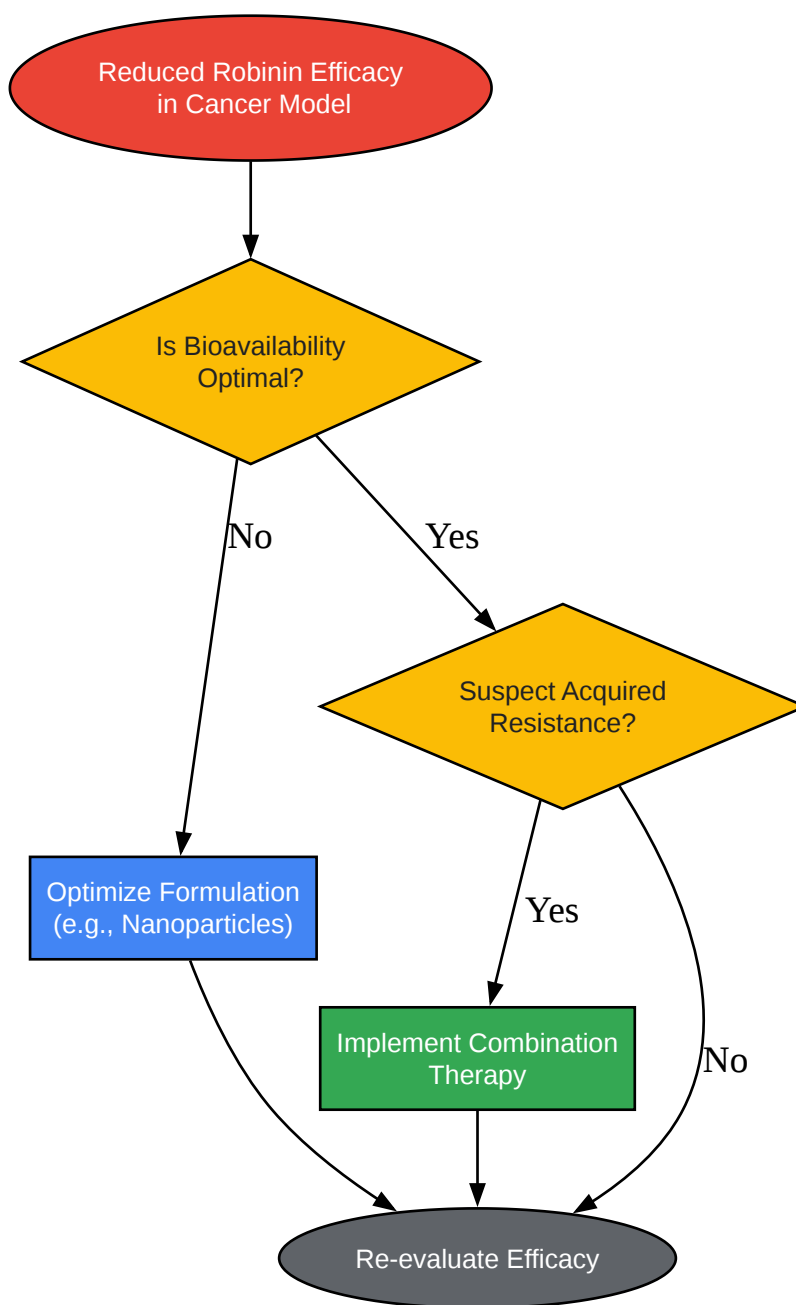 Reduced Robinin Efficacy
in Cancer Model
Is Bioavailability
Optimal?
No
Yes
Suspect Acquired
Resistance?
Optimize Formulation
(e.g., Nanoparticles)
Yes
Implement Combination
Therapy
No
Re-evaluate Efficacy